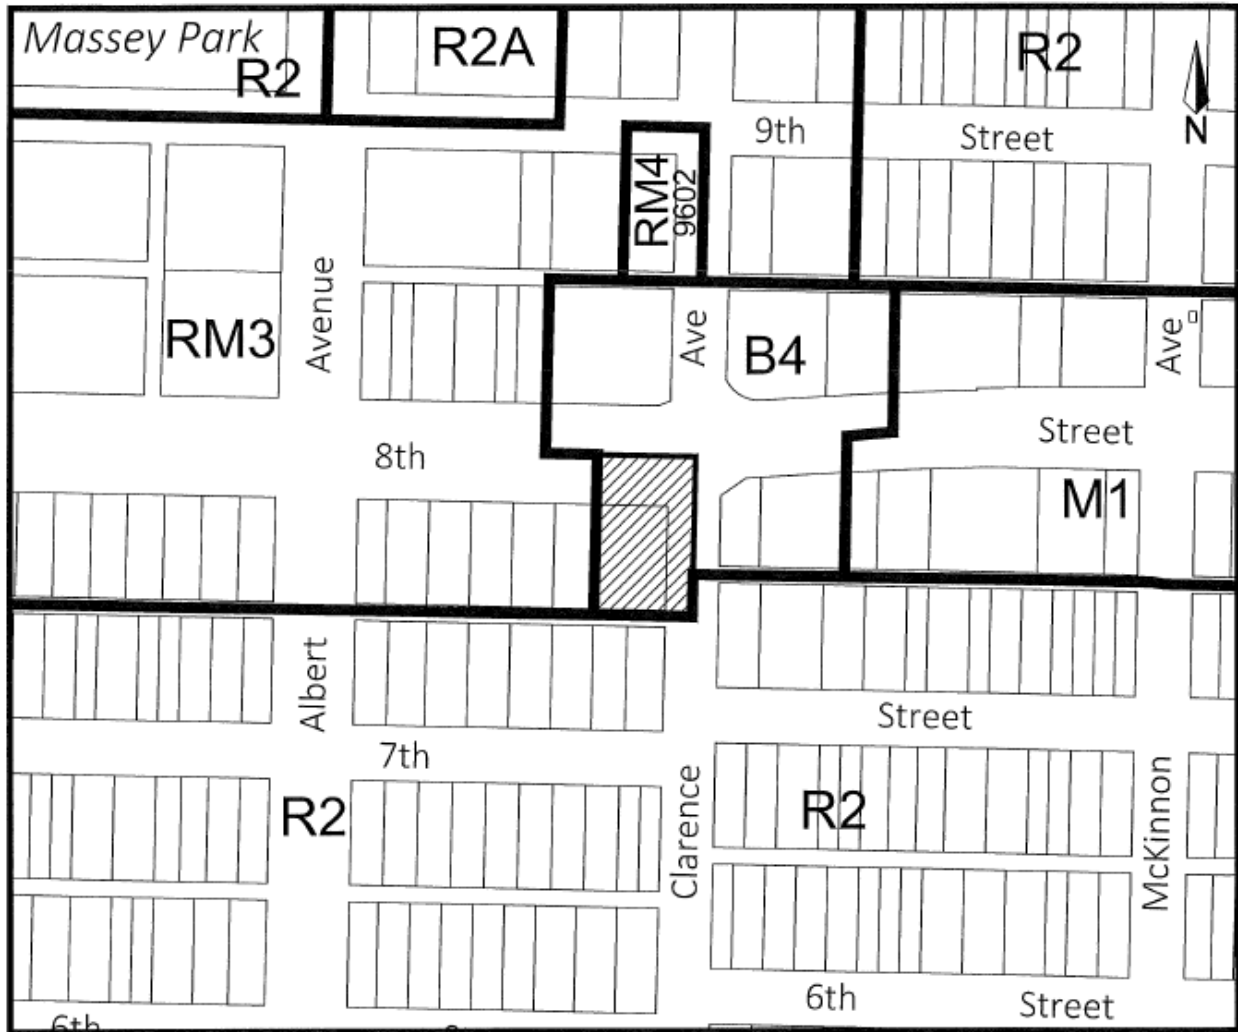 Massey Park
R2
R2A
R2
N
9th
Street
RM4
9602
RM3
Avenue
Ave
B4
Ave
8th
Street
M1
Albert
7th
Street
R2
R2
Clarence
McKinnon
6th
Street
6th